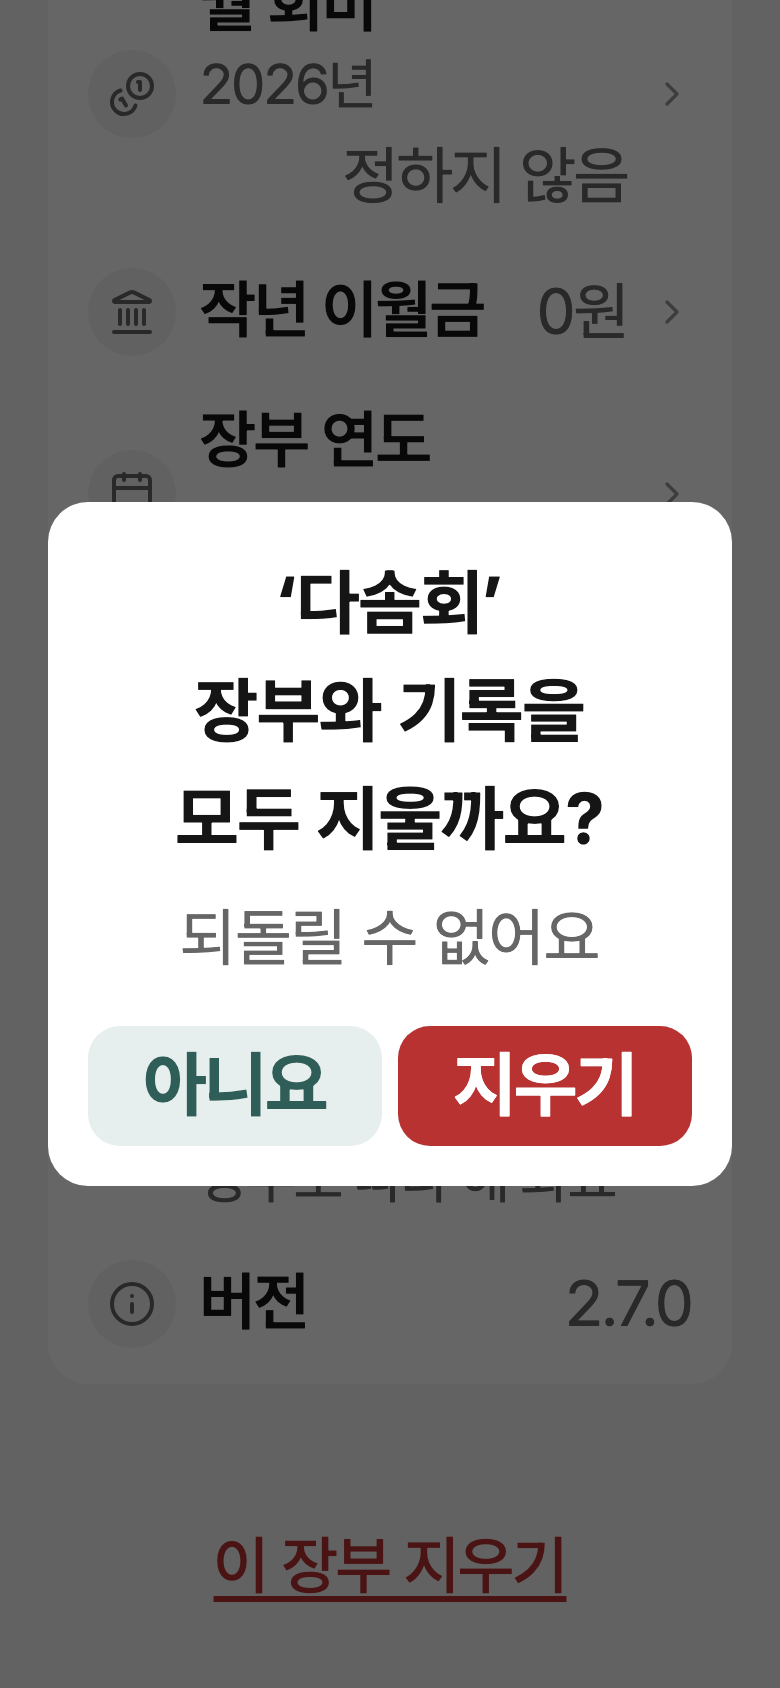 월 회비
2026년
정하지 않음
작년 이월금 0원
장부 연도
‘다솜회’
장부와 기록을
모두 지울까요?
되돌릴 수 없어요
아니요 지우기
버전 2.7.0
이 장부 지우기